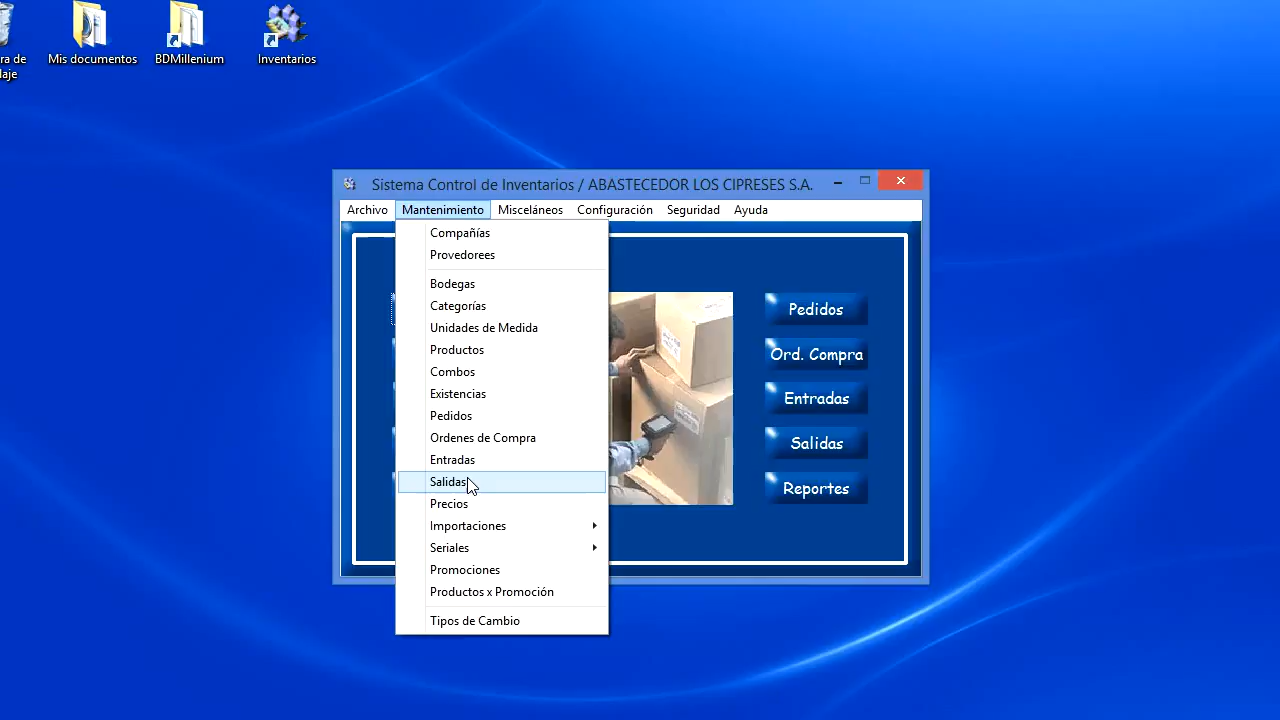 ra de
laje
Mis documentos
BDMillenium
Inventarios
Sistema Control de Inventarios / ABASTECEDOR LOS CIPRESES S.A.
Archivo
Mantenimiento
Misceláneos
Configuración
Seguridad
Ayuda
Compañías
Provedorees
Bodegas
Categorías
Unidades de Medida
Productos
Combos
Existencias
Pedidos
Ordenes de Compra
Entradas
Salidas
Precios
Importaciones
Seriales
Promociones
Productos x Promoción
Tipos de Cambio
Pedidos
Ord. Compra
Entradas
Salidas
Reportes